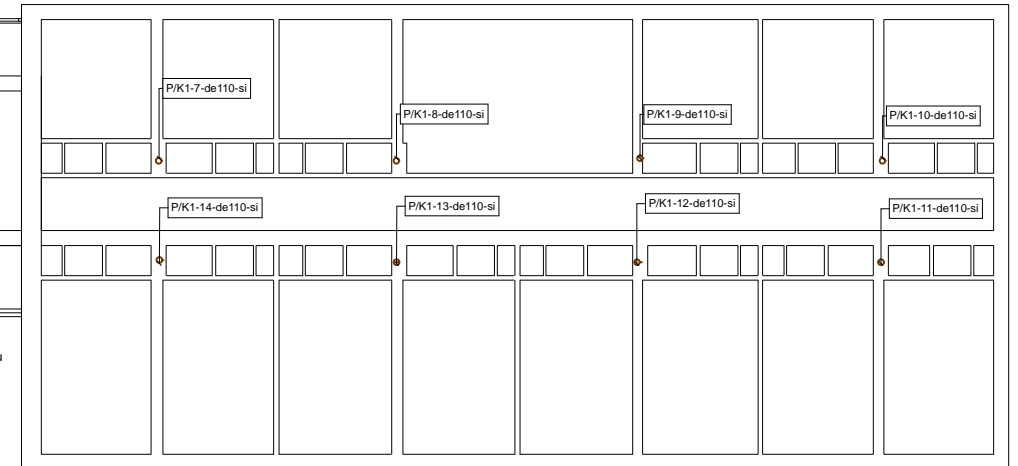 P/K1-7-de110-si
P/K1-8-de110-si
P/K1-9-de110-si
P/K1-10-de110-si
P/K1-14-de110-si
P/K1-13-de110-si
P/K1-12-de110-si
P/K1-11-de110-si